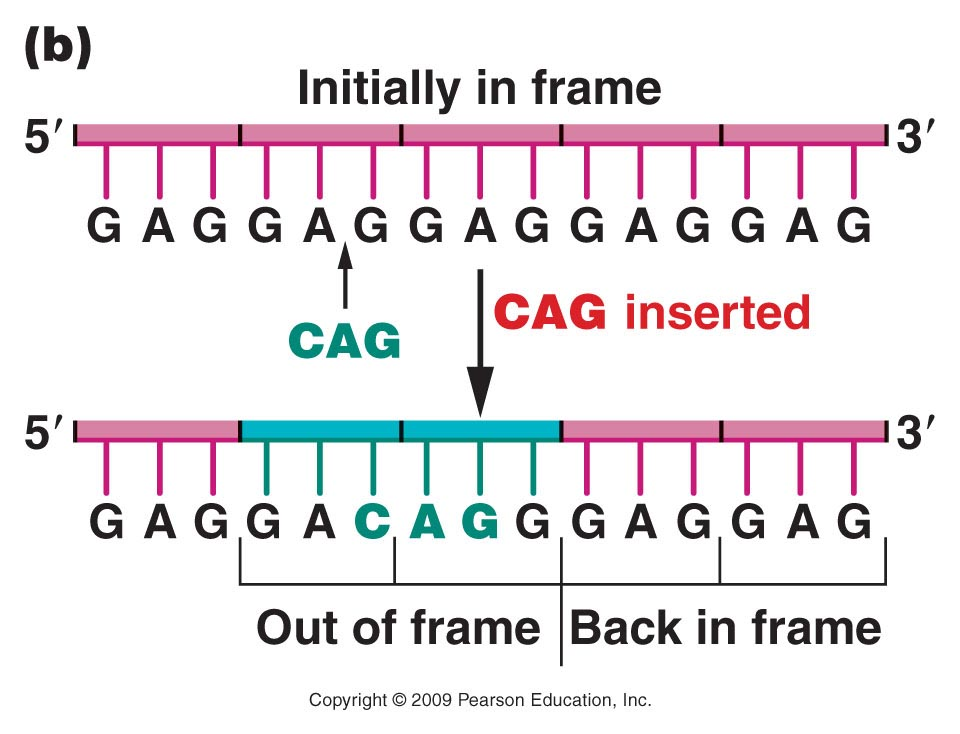 (b)
Initially in frame
5′ 3′
G A G G A G G A G G A G G A G
CAG inserted
CAG
5′ 3′
G A G G A C A G G G A G G A G
Out of frame Back in frame
Copyright © 2009 Pearson Education, Inc.